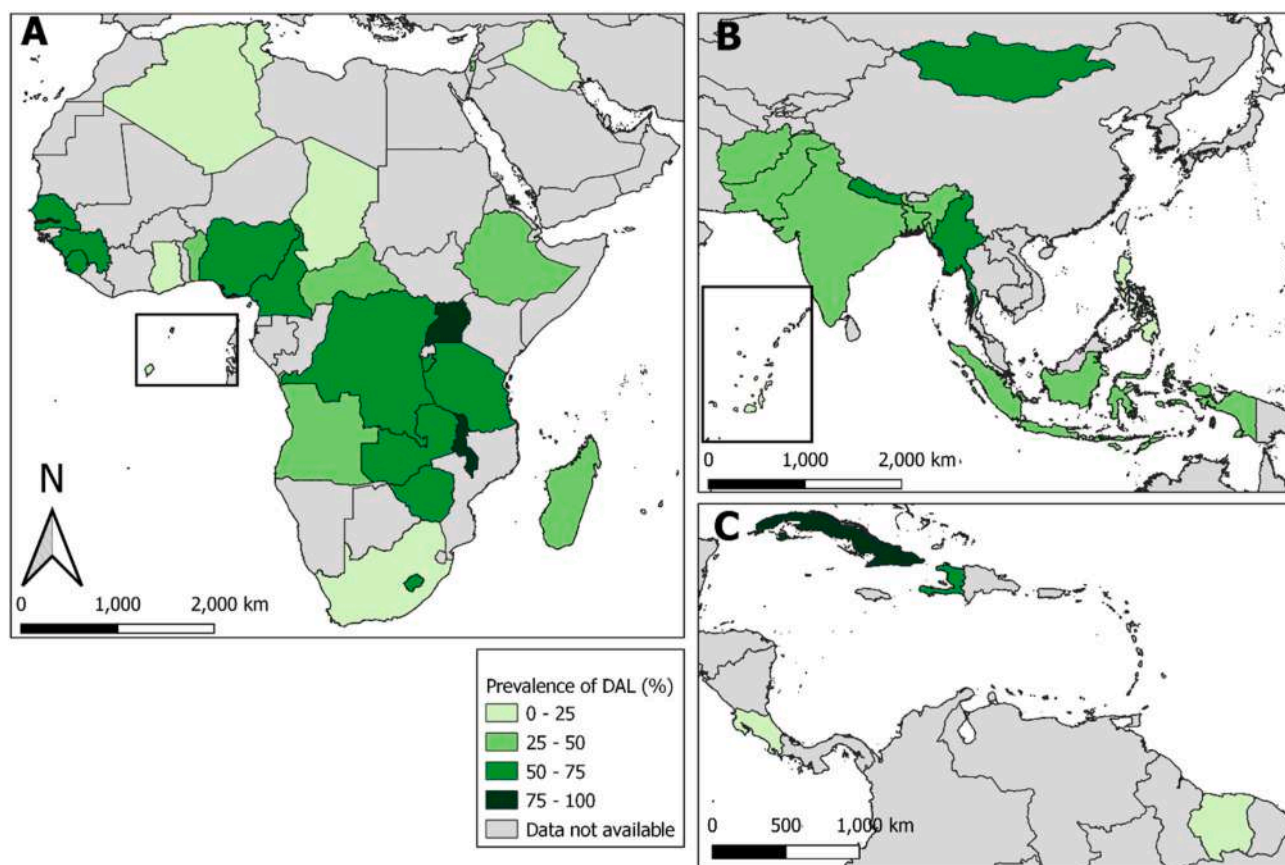 A
N
0 1,000 2,000 km
B
0 1,000 2,000 km
C
0 500 1,000 km
Prevalence of DAL (%)
0 - 25
25 - 50
50 - 75
75 - 100
Data not available